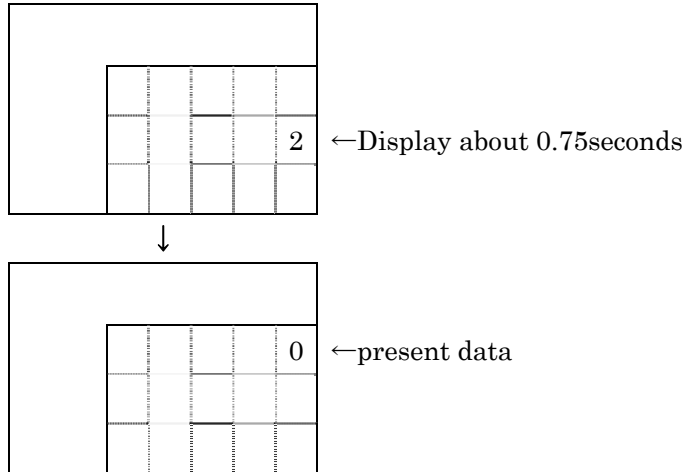 2 ←Display about 0.75seconds
↓
0 ←present data